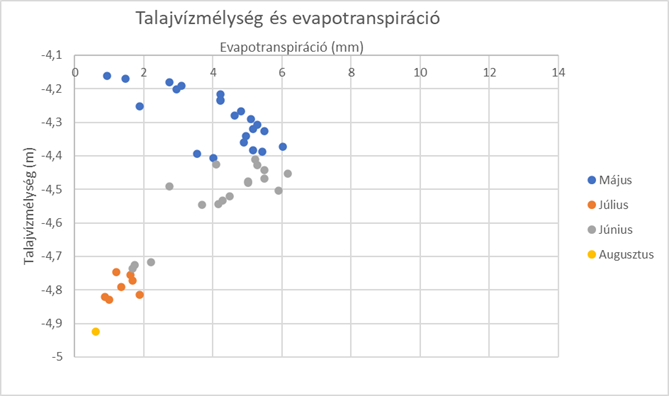 Talajvízmélység és evapotranspiráció
Evapotranspiráció (mm)
-4,1
0 2 4 6 8 10 12 14
-4,2
-4,3
-4,4
-4,5
-4,6
-4,7
-4,8
-4,9
-5
Talajvízmélység (m)
Május
Július
Június
Augusztus